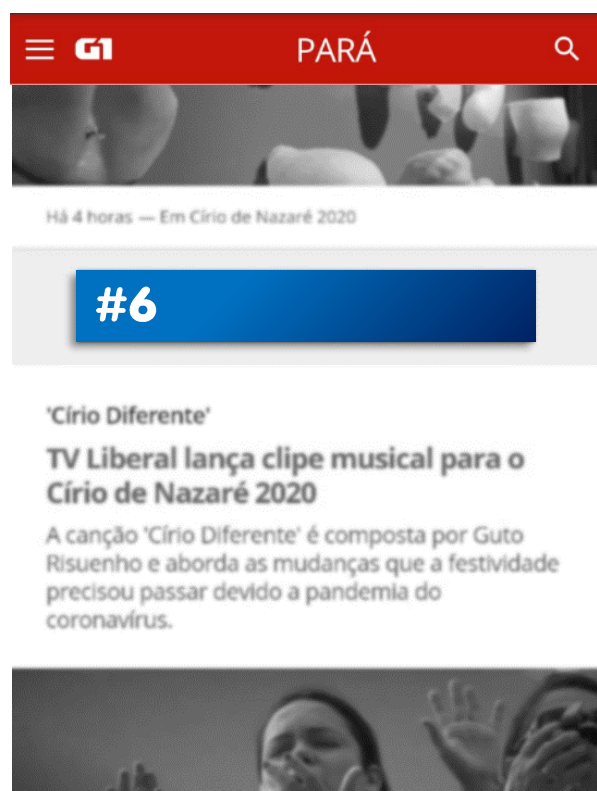 G1
PARÁ
Há 4 horas — Em Círio de Nazaré 2020
#6
'Círio Diferente'
TV Liberal lança clipe musical para o
Círio de Nazaré 2020
A canção 'Círio Diferente' é composta por Guto
Risuenho e aborda as mudanças que a festividade
precisou passar devido a pandemia do
coronavírus.